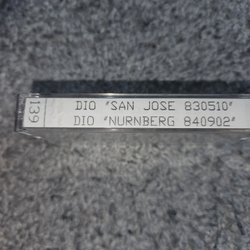 139
DIO "SAN JOSE 830510"
DIO "NURNBERG 840902"